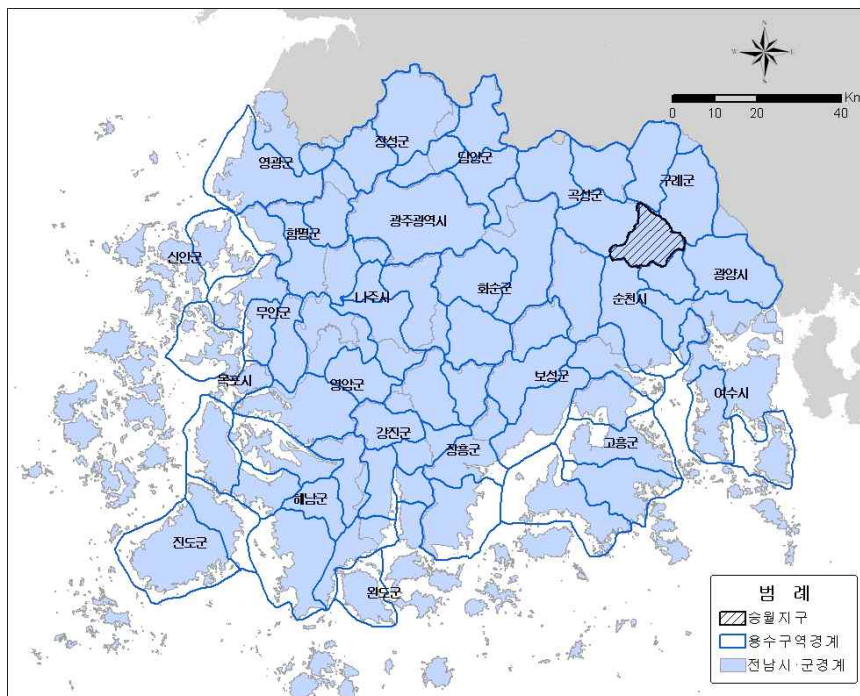 N
W
E
S
Km
0 10 20 40
영광군
장성군
담양군
곡성군
구례군
신안군
함평군
광주광역시
나주시
화순군
순천시
광양시
무안군
목포시
영암군
보성군
여수시
강진군
장흥군
고흥군
해남군
진도군
완도군
범 례
승월지구
용수구역경계
전남시·군경계